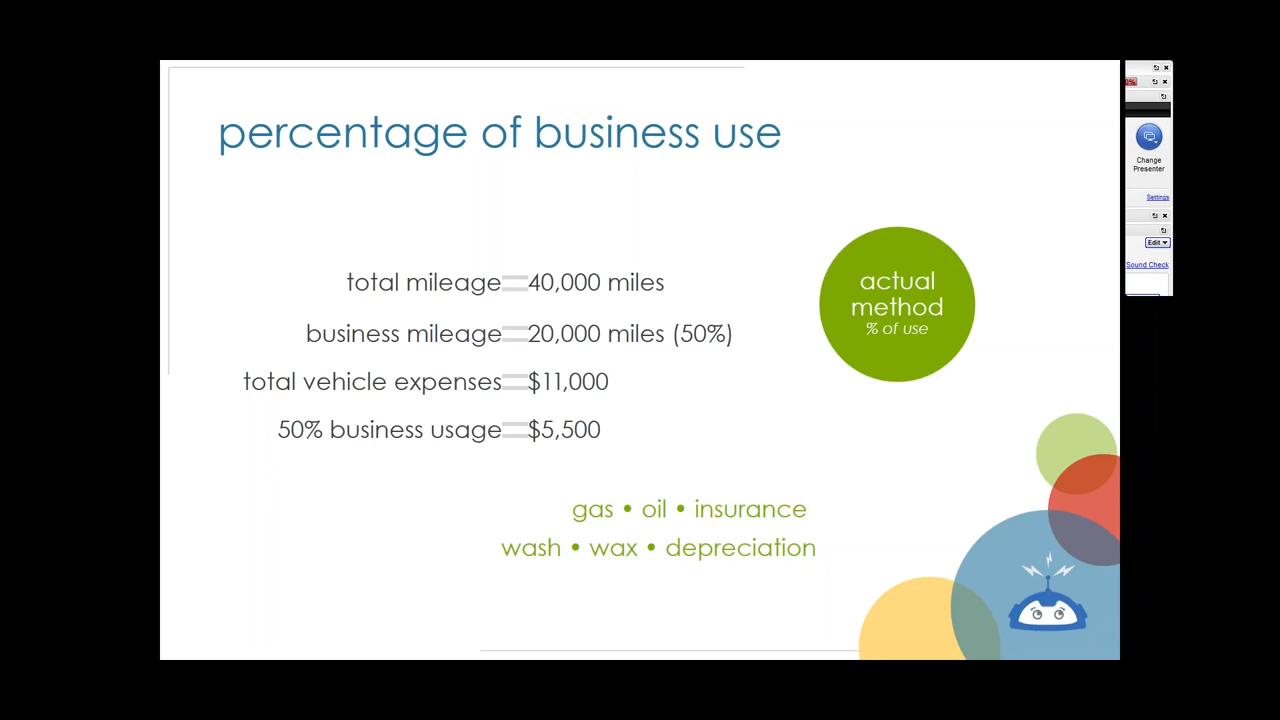 percentage of business use
total mileage = 40,000 miles
business mileage = 20,000 miles (50%)
total vehicle expenses = $11,000
50% business usage = $5,500
actual
method
% of use
gas • oil • insurance
wash • wax • depreciation
Change
Presenter
Settings
Edit
Sound Check